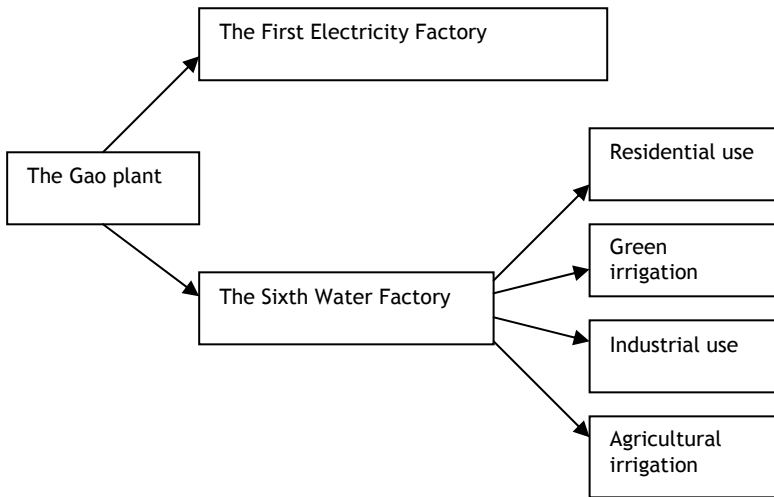 The First Electricity Factory
The Gao plant
The Sixth Water Factory
Residential use
Green
irrigation
Industrial use
Agricultural
irrigation